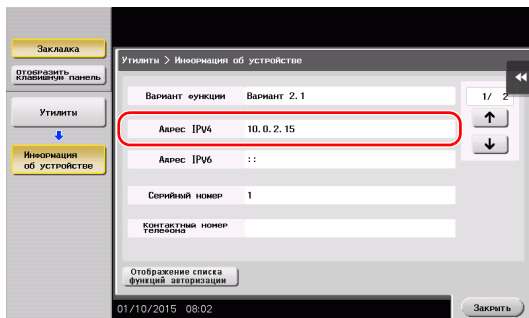 Закладка
Утилиты > Информация об устройстве
Отобразить
клавишную панель
Вариант функции Вариант 2.1
1/ 2
Утилиты
Адрес IPv4 10.0.2.15
Информация
об устройстве
Адрес IPv6 ::
Серийный номер 1
Контактный номер
телефона
Отображение списка
функций авторизации
01/10/2015 08:02
Закрыть